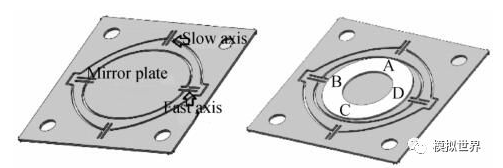 Slow axis
Mirror plate
Fast axis
A
B
D
C
模拟世界